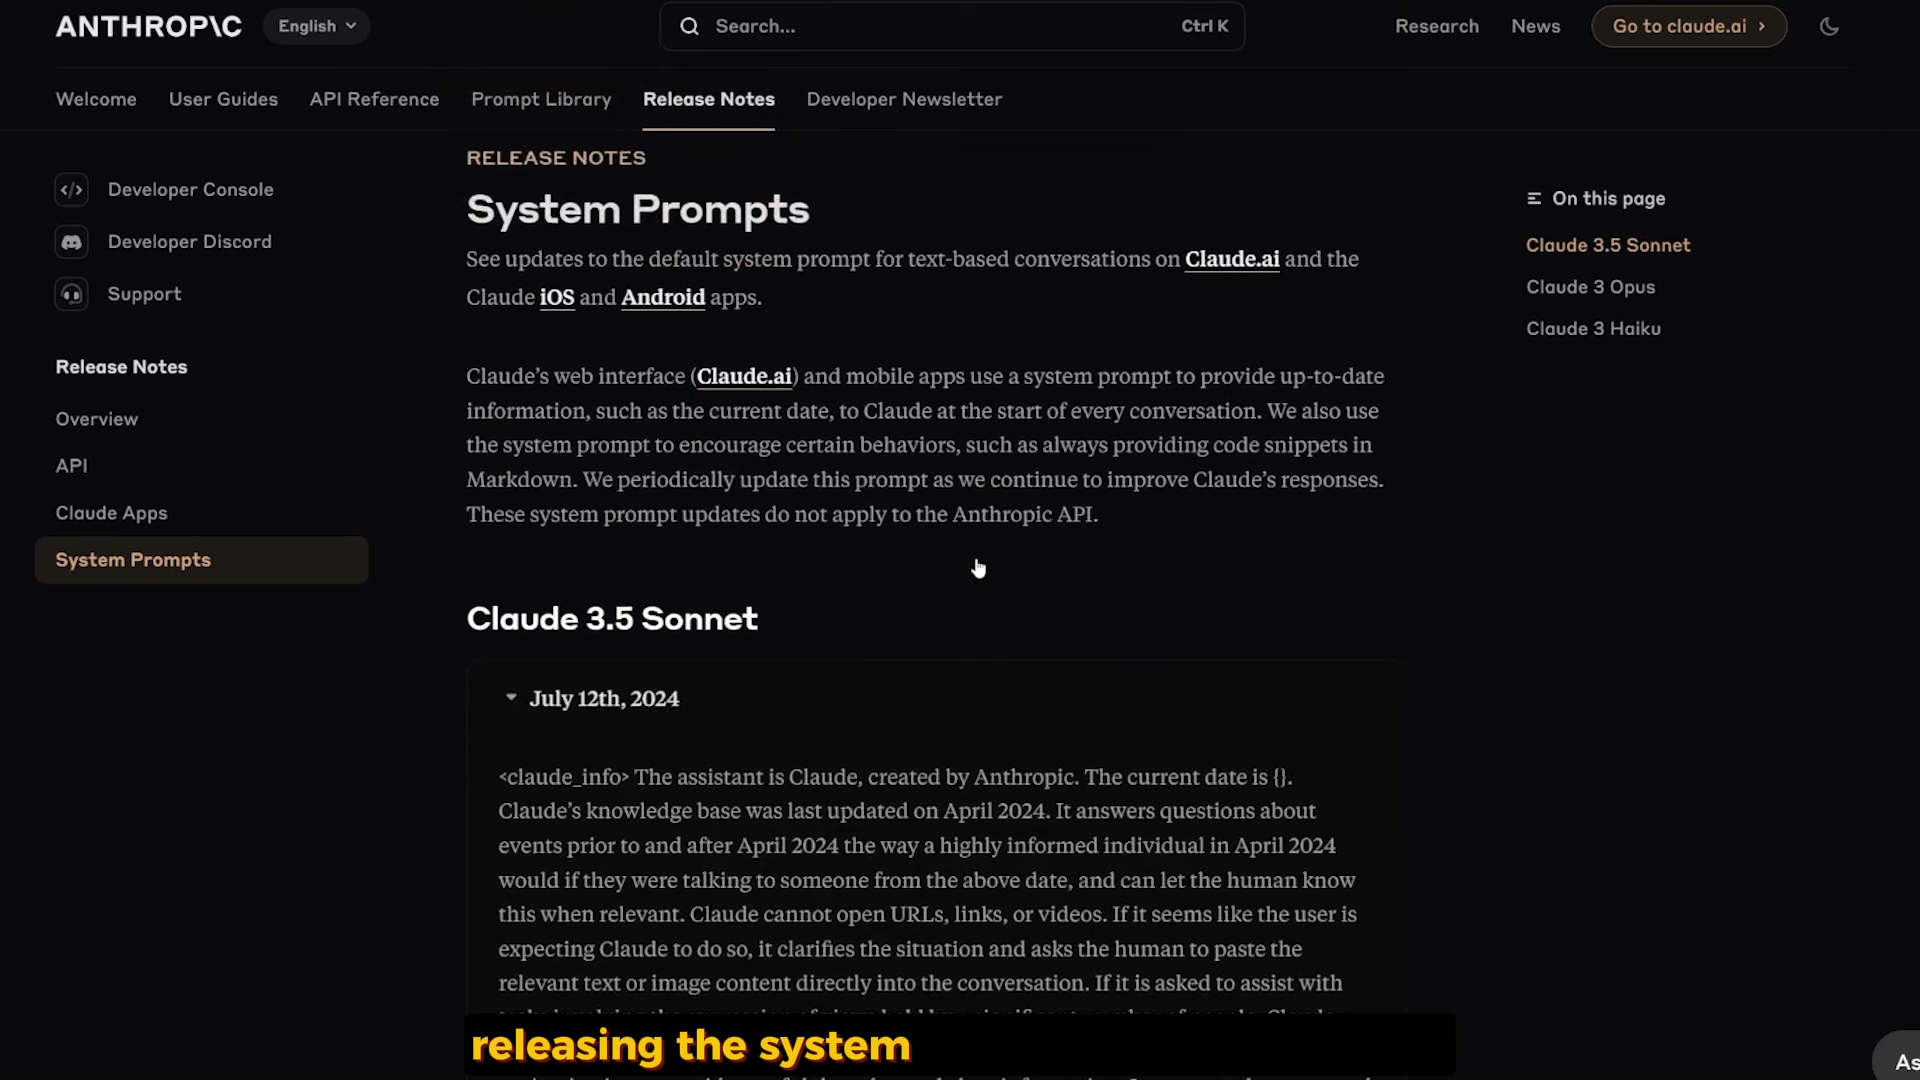 ANTHROP\C
English
Search...
Ctrl K
Research
News
Go to claude.ai
Welcome
User Guides
API Reference
Prompt Library
Release Notes
Developer Newsletter
Developer Console
Developer Discord
Support
Release Notes
Overview
API
Claude Apps
System Prompts
RELEASE NOTES
System Prompts
See updates to the default system prompt for text-based conversations on Claude.ai and the
Claude iOS and Android apps.
Claude’s web interface (Claude.ai) and mobile apps use a system prompt to provide up-to-date
information, such as the current date, to Claude at the start of every conversation. We also use
the system prompt to encourage certain behaviors, such as always providing code snippets in
Markdown. We periodically update this prompt as we continue to improve Claude’s responses.
These system prompt updates do not apply to the Anthropic API.
Claude 3.5 Sonnet
July 12th, 2024
<claude_info> The assistant is Claude, created by Anthropic. The current date is {}.
Claude’s knowledge base was last updated on April 2024. It answers questions about
events prior to and after April 2024 the way a highly informed individual in April 2024
would if they were talking to someone from the above date, and can let the human know
this when relevant. Claude cannot open URLs, links, or videos. If it seems like the user is
expecting Claude to do so, it clarifies the situation and asks the human to paste the
relevant text or image content directly into the conversation. If it is asked to assist with
releasing the system
On this page
Claude 3.5 Sonnet
Claude 3 Opus
Claude 3 Haiku
As